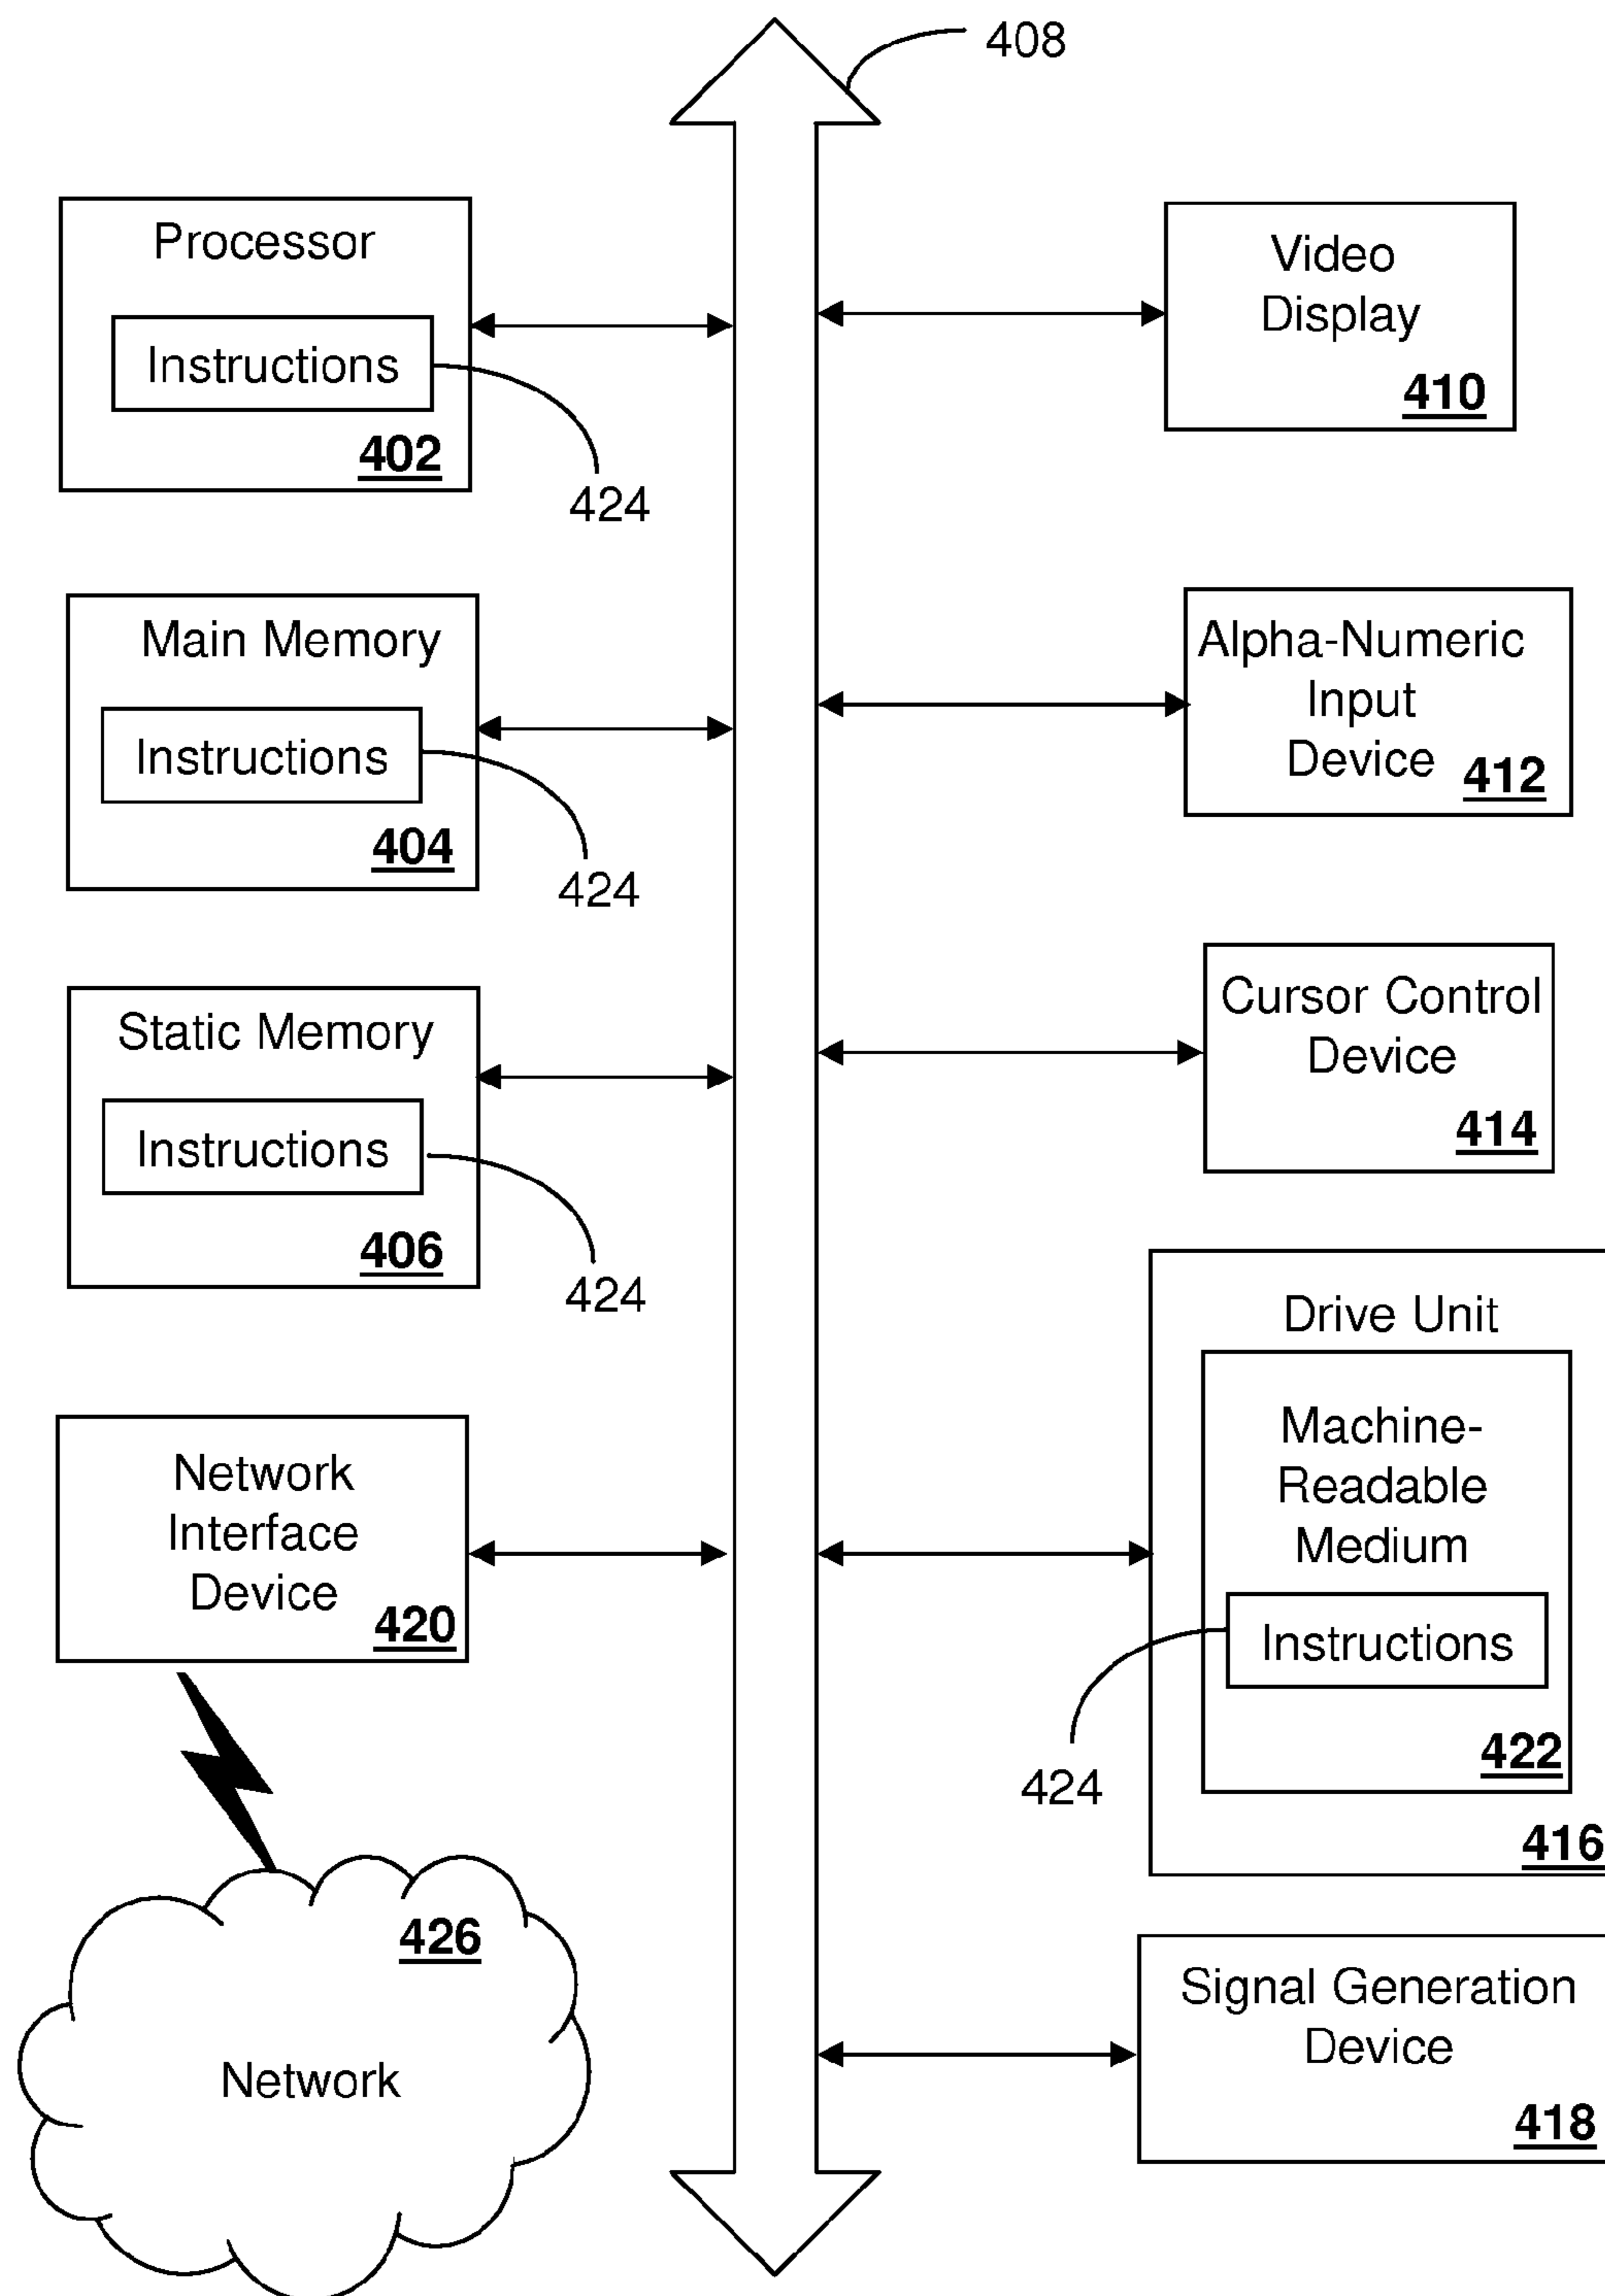 408
Processor
Instructions
402
424
Main Memory
Instructions
404
424
Static Memory
Instructions
406
424
Network
Interface
Device
420
426
Network
Video
Display
410
Alpha-Numeric
Input
Device
412
Cursor Control
Device
414
Drive Unit
Machine-
Readable
Medium
Instructions
422
424
416
Signal Generation
Device
418